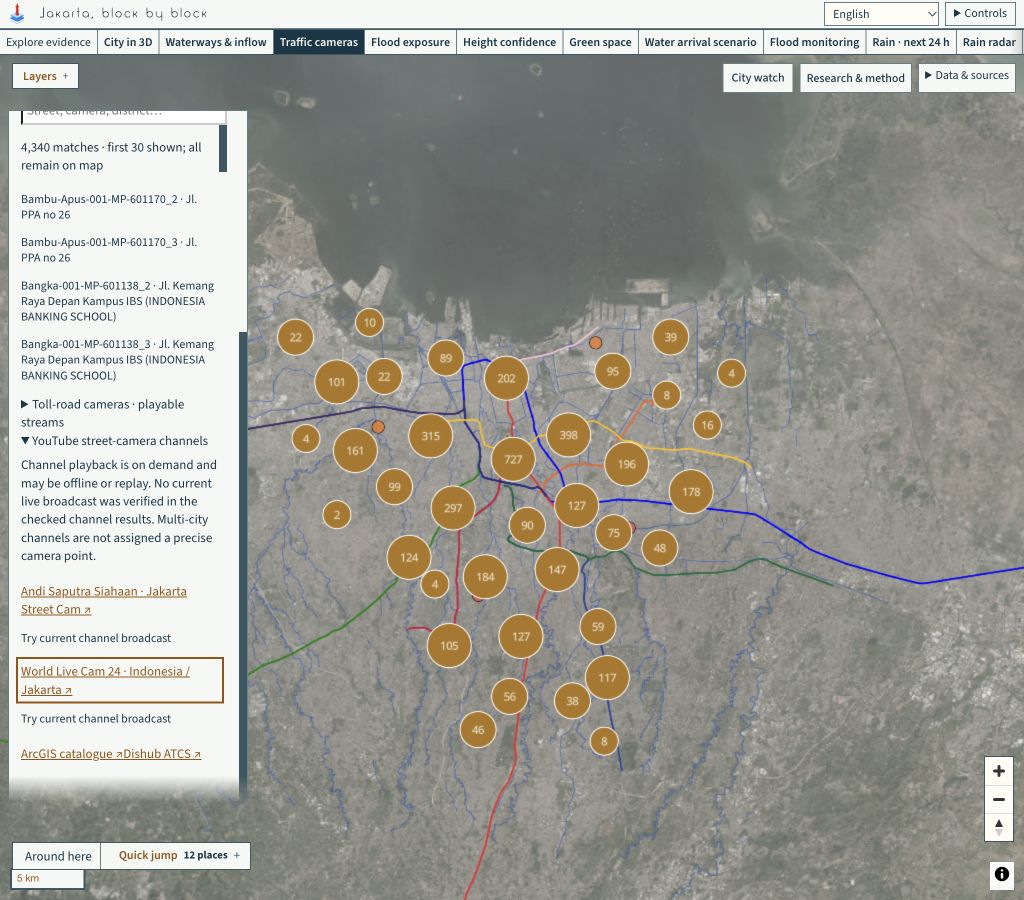 Jakarta, block by block
English
Controls
Explore evidence
City in 3D
Waterways & inflow
Traffic cameras
Flood exposure
Height confidence
Green space
Water arrival scenario
Flood monitoring
Rain · next 24 h
Rain radar
Layers +
City watch
Research & method
Data & sources
Street, camera, district…
4,340 matches · first 30 shown; all
remain on map
Bambu-Apus-001-MP-601170_2 · Jl.
PPA no 26
Bambu-Apus-001-MP-601170_3 · Jl.
PPA no 26
Bangka-001-MP-601138_2 · Jl. Kemang
Raya Depan Kampus IBS (INDONESIA
BANKING SCHOOL)
Bangka-001-MP-601138_3 · Jl. Kemang
Raya Depan Kampus IBS (INDONESIA
BANKING SCHOOL)
Toll-road cameras · playable
streams
YouTube street-camera channels
Channel playback is on demand and
may be offline or replay. No current
live broadcast was verified in the
checked channel results. Multi-city
channels are not assigned a precise
camera point.
Andi Saputra Siahaan · Jakarta
Street Cam ↗
Try current channel broadcast
World Live Cam 24 · Indonesia /
Jakarta ↗
Try current channel broadcast
ArcGIS catalogue ↗Dishub ATCS ↗
10
22
39
89
95
4
22
202
101
8
16
315
398
4
161
727
196
99
178
297
127
2
90
75
48
124
147
184
4
59
127
105
117
56
38
46
8
Around here
Quick jump 12 places +
5 km